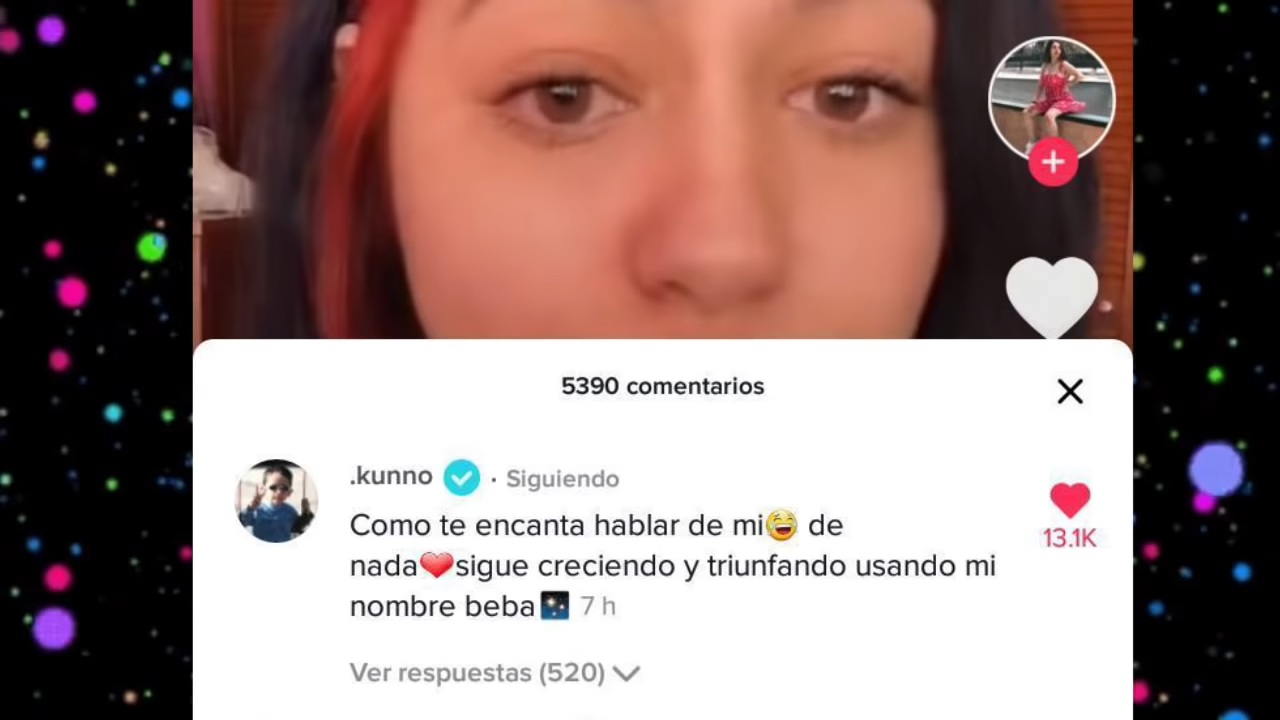 5390 comentarios
.kunno · Siguiendo
Como te encanta hablar de mi😂 de
nada❤️sigue creciendo y triunfando usando mi
nombre beba🌌 7 h
13.1K
Ver respuestas (520)